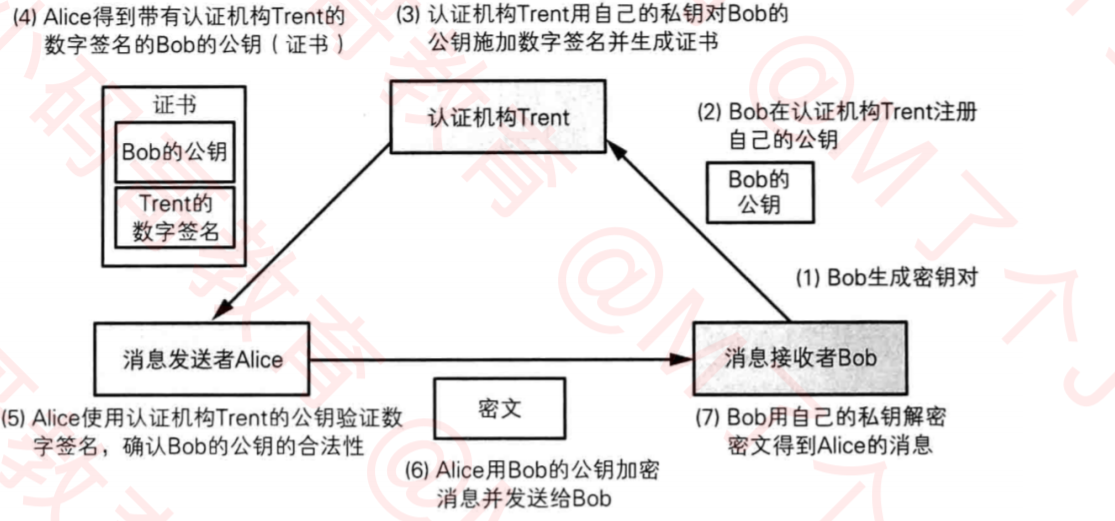 (4) Alice得到带有认证机构Trent的
数字签名的Bob的公钥（证书）
(3) 认证机构Trent用自己的私钥对Bob的
公钥施加数字签名并生成证书
证书
Bob的公钥
Trent的
数字签名
认证机构Trent
(2) Bob在认证机构Trent注册
自己的公钥
Bob的
公钥
(1) Bob生成密钥对
消息发送者Alice
消息接收者Bob
(5) Alice使用认证机构Trent的公钥验证数
字签名，确认Bob的公钥的合法性
密文
(6) Alice用Bob的公钥加密
消息并发送给Bob
(7) Bob用自己的私钥解密
密文得到Alice的消息